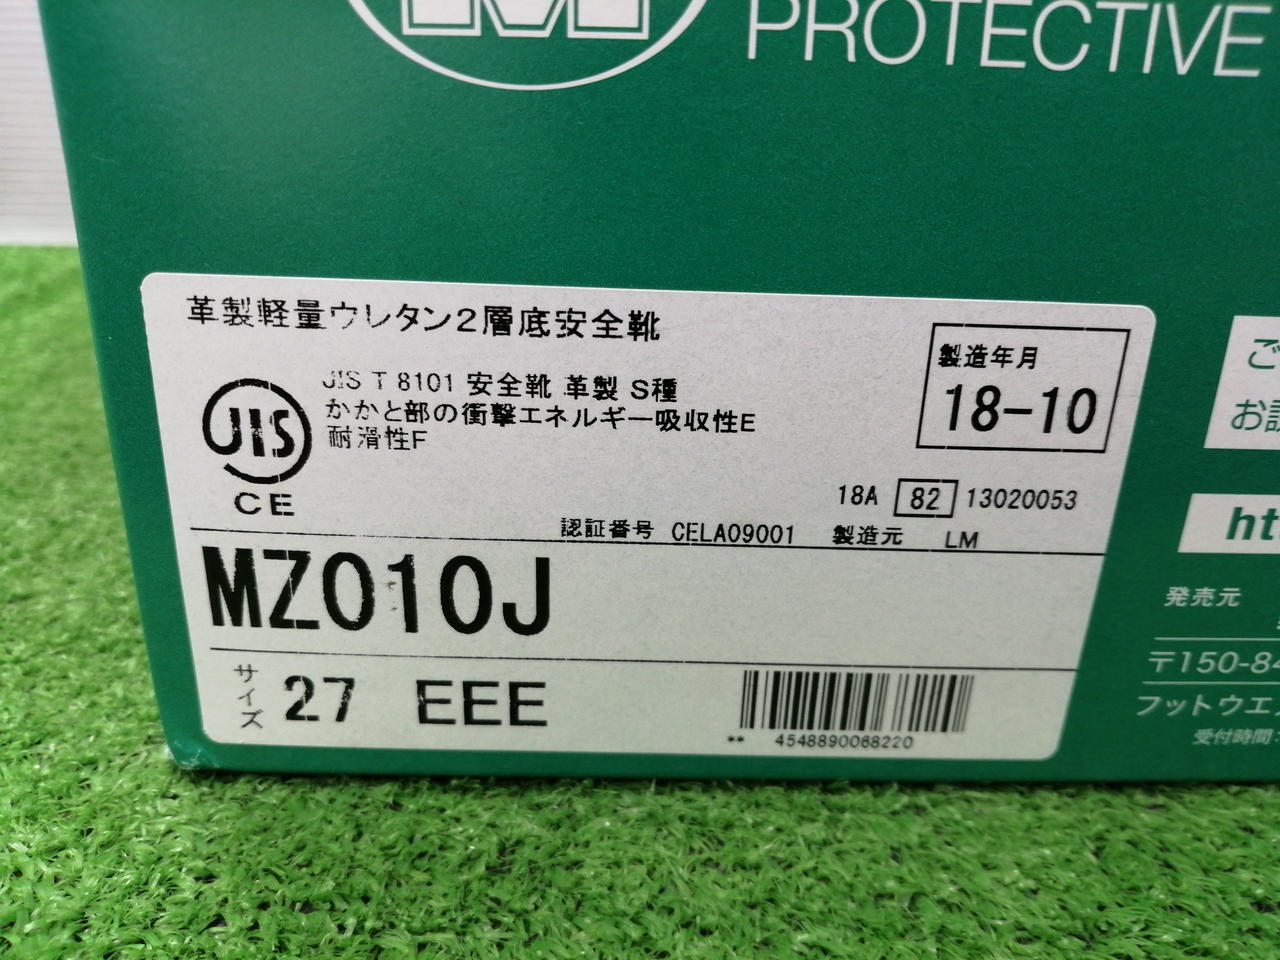 M
PROTECTIVE
革製軽量ウレタン2層底安全靴
JIS T 8101 安全靴 革製 S種
かかと部の衝撃エネルギー吸収性E
耐滑性F
JIS
CE
製造年月
18-10
18A 82 13020053
認証番号 CELA09001 製造元 LM
MZ010J
サイズ 27 EEE
** 4548890068220
ご
お
ht
発売元
〒150-84
フットウエ
受付時間: